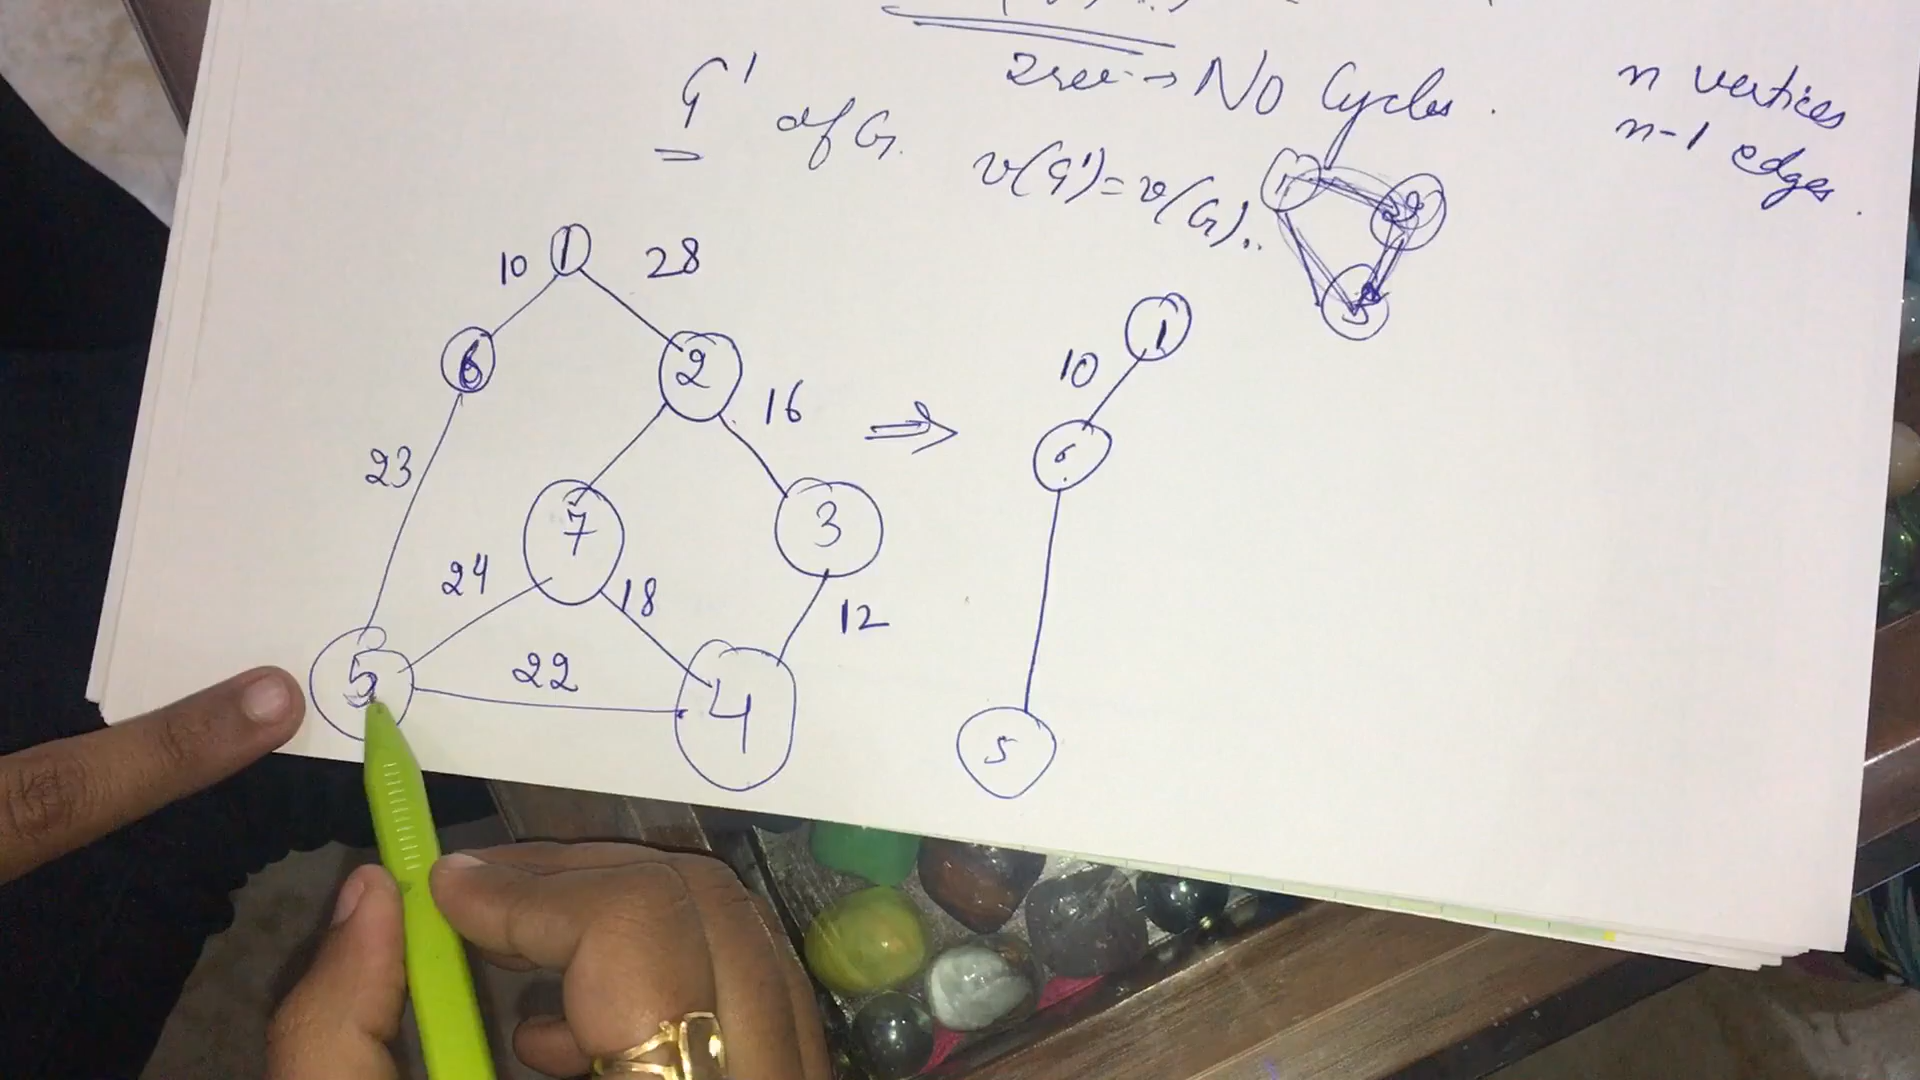 G' of G.
→ No Cycles.
v(G') = v(G).
n vertices
n-1 edges.
1 2 3
10 1 28
6 2
16
23
7 3
24 18 12
5 22 4
⇒
1
10
6
5